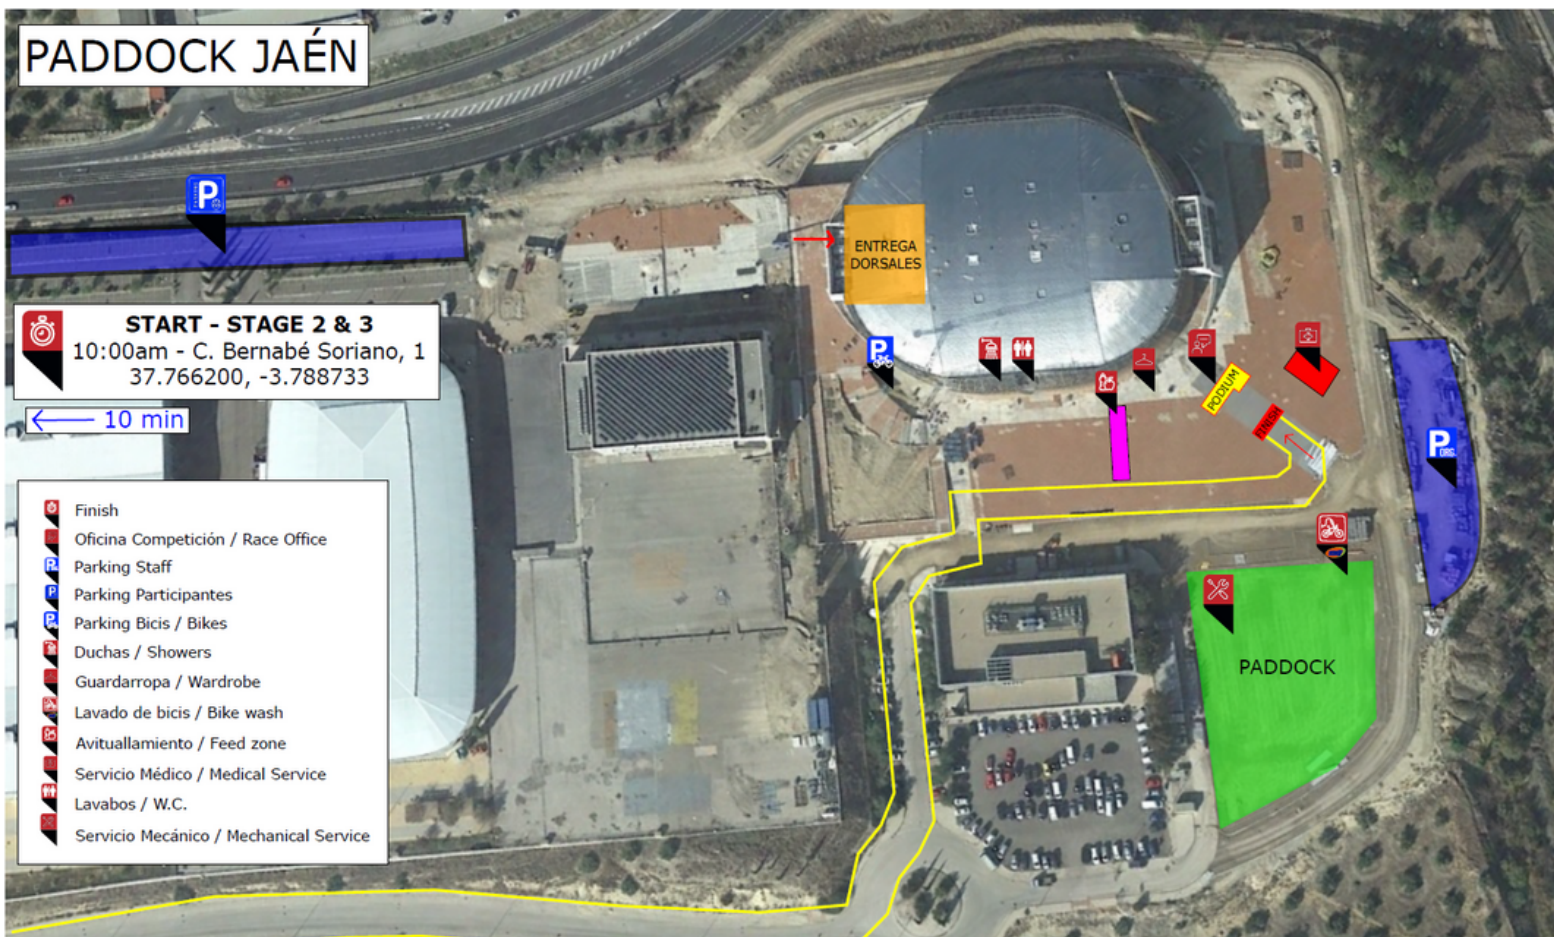 PADDOCK JAÉN
P
ENTREGA
DORSALES
START - STAGE 2 & 3
10:00am - C. Bernabé Soriano, 1
37.766200, -3.788733
10 min
P
PODIUM
FINISH
P
ORG
PADDOCK
Finish
Oficina Competición / Race Office
Parking Staff
Parking Participantes
Parking Bicis / Bikes
Duchas / Showers
Guardarropa / Wardrobe
Lavado de bicis / Bike wash
Avituallamiento / Feed zone
Servicio Médico / Medical Service
Lavabos / W.C.
Servicio Mecánico / Mechanical Service